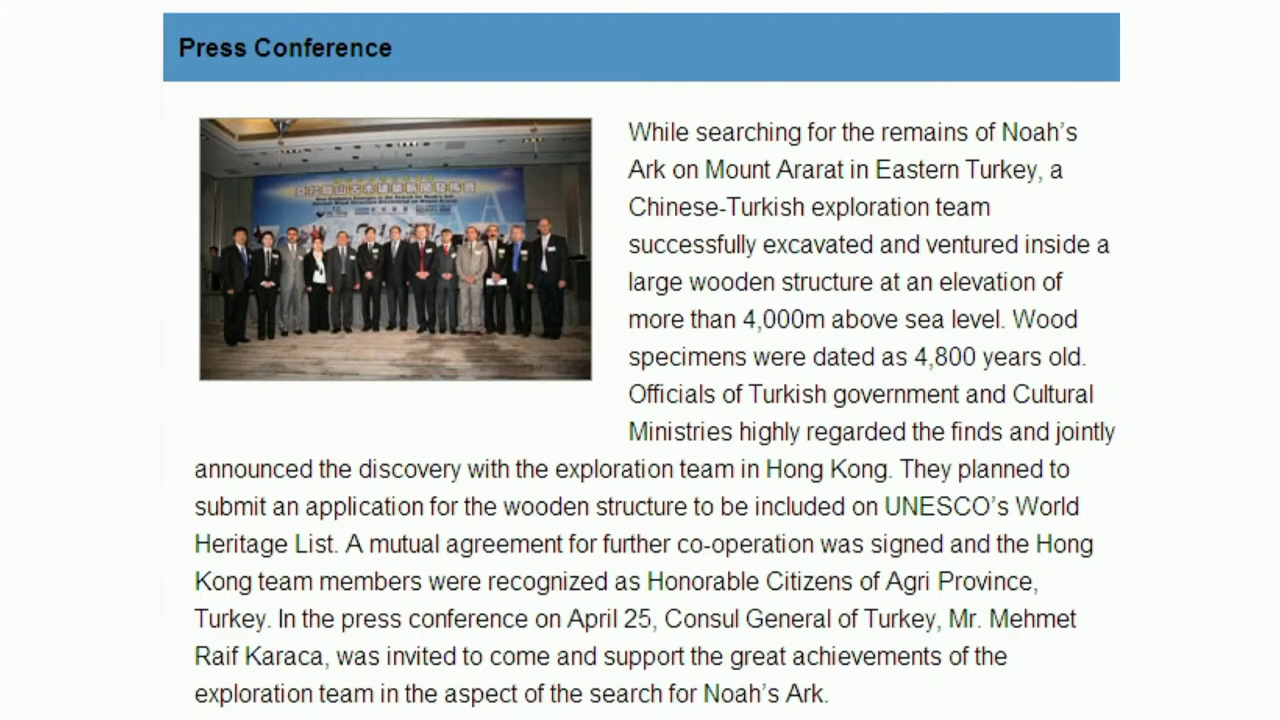 Press Conference
While searching for the remains of Noah’s
Ark on Mount Ararat in Eastern Turkey, a
Chinese-Turkish exploration team
successfully excavated and ventured inside a
large wooden structure at an elevation of
more than 4,000m above sea level. Wood
specimens were dated as 4,800 years old.
Officials of Turkish government and Cultural
Ministries highly regarded the finds and jointly
announced the discovery with the exploration team in Hong Kong. They planned to
submit an application for the wooden structure to be included on UNESCO’s World
Heritage List. A mutual agreement for further co-operation was signed and the Hong
Kong team members were recognized as Honorable Citizens of Agri Province,
Turkey. In the press conference on April 25, Consul General of Turkey, Mr. Mehmet
Raif Karaca, was invited to come and support the great achievements of the
exploration team in the aspect of the search for Noah’s Ark.